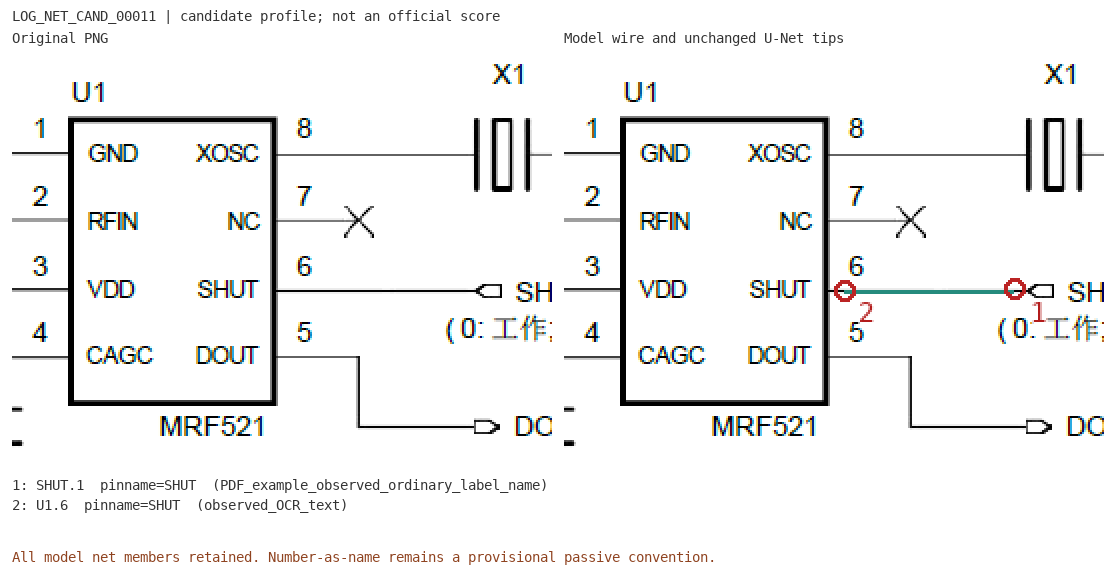 LOG_NET_CAND_00011 | candidate profile; not an official score
Original PNG
Model wire and unchanged U-Net tips
X1
U1
1
GND
XOSC
8
2
RFIN
NC
7
3
VDD
SHUT
6
SH
(0: 工作;
4
CAGC
DOUT
5
MRF521
DO
X1
U1
1
GND
XOSC
8
2
RFIN
NC
7
3
VDD
SHUT
6
2
1
SH
(0: 工作;
4
CAGC
DOUT
5
MRF521
DO
1: SHUT.1 pinname=SHUT (PDF_example_observed_ordinary_label_name)
2: U1.6 pinname=SHUT (observed_OCR_text)
All model net members retained. Number-as-name remains a provisional passive convention.